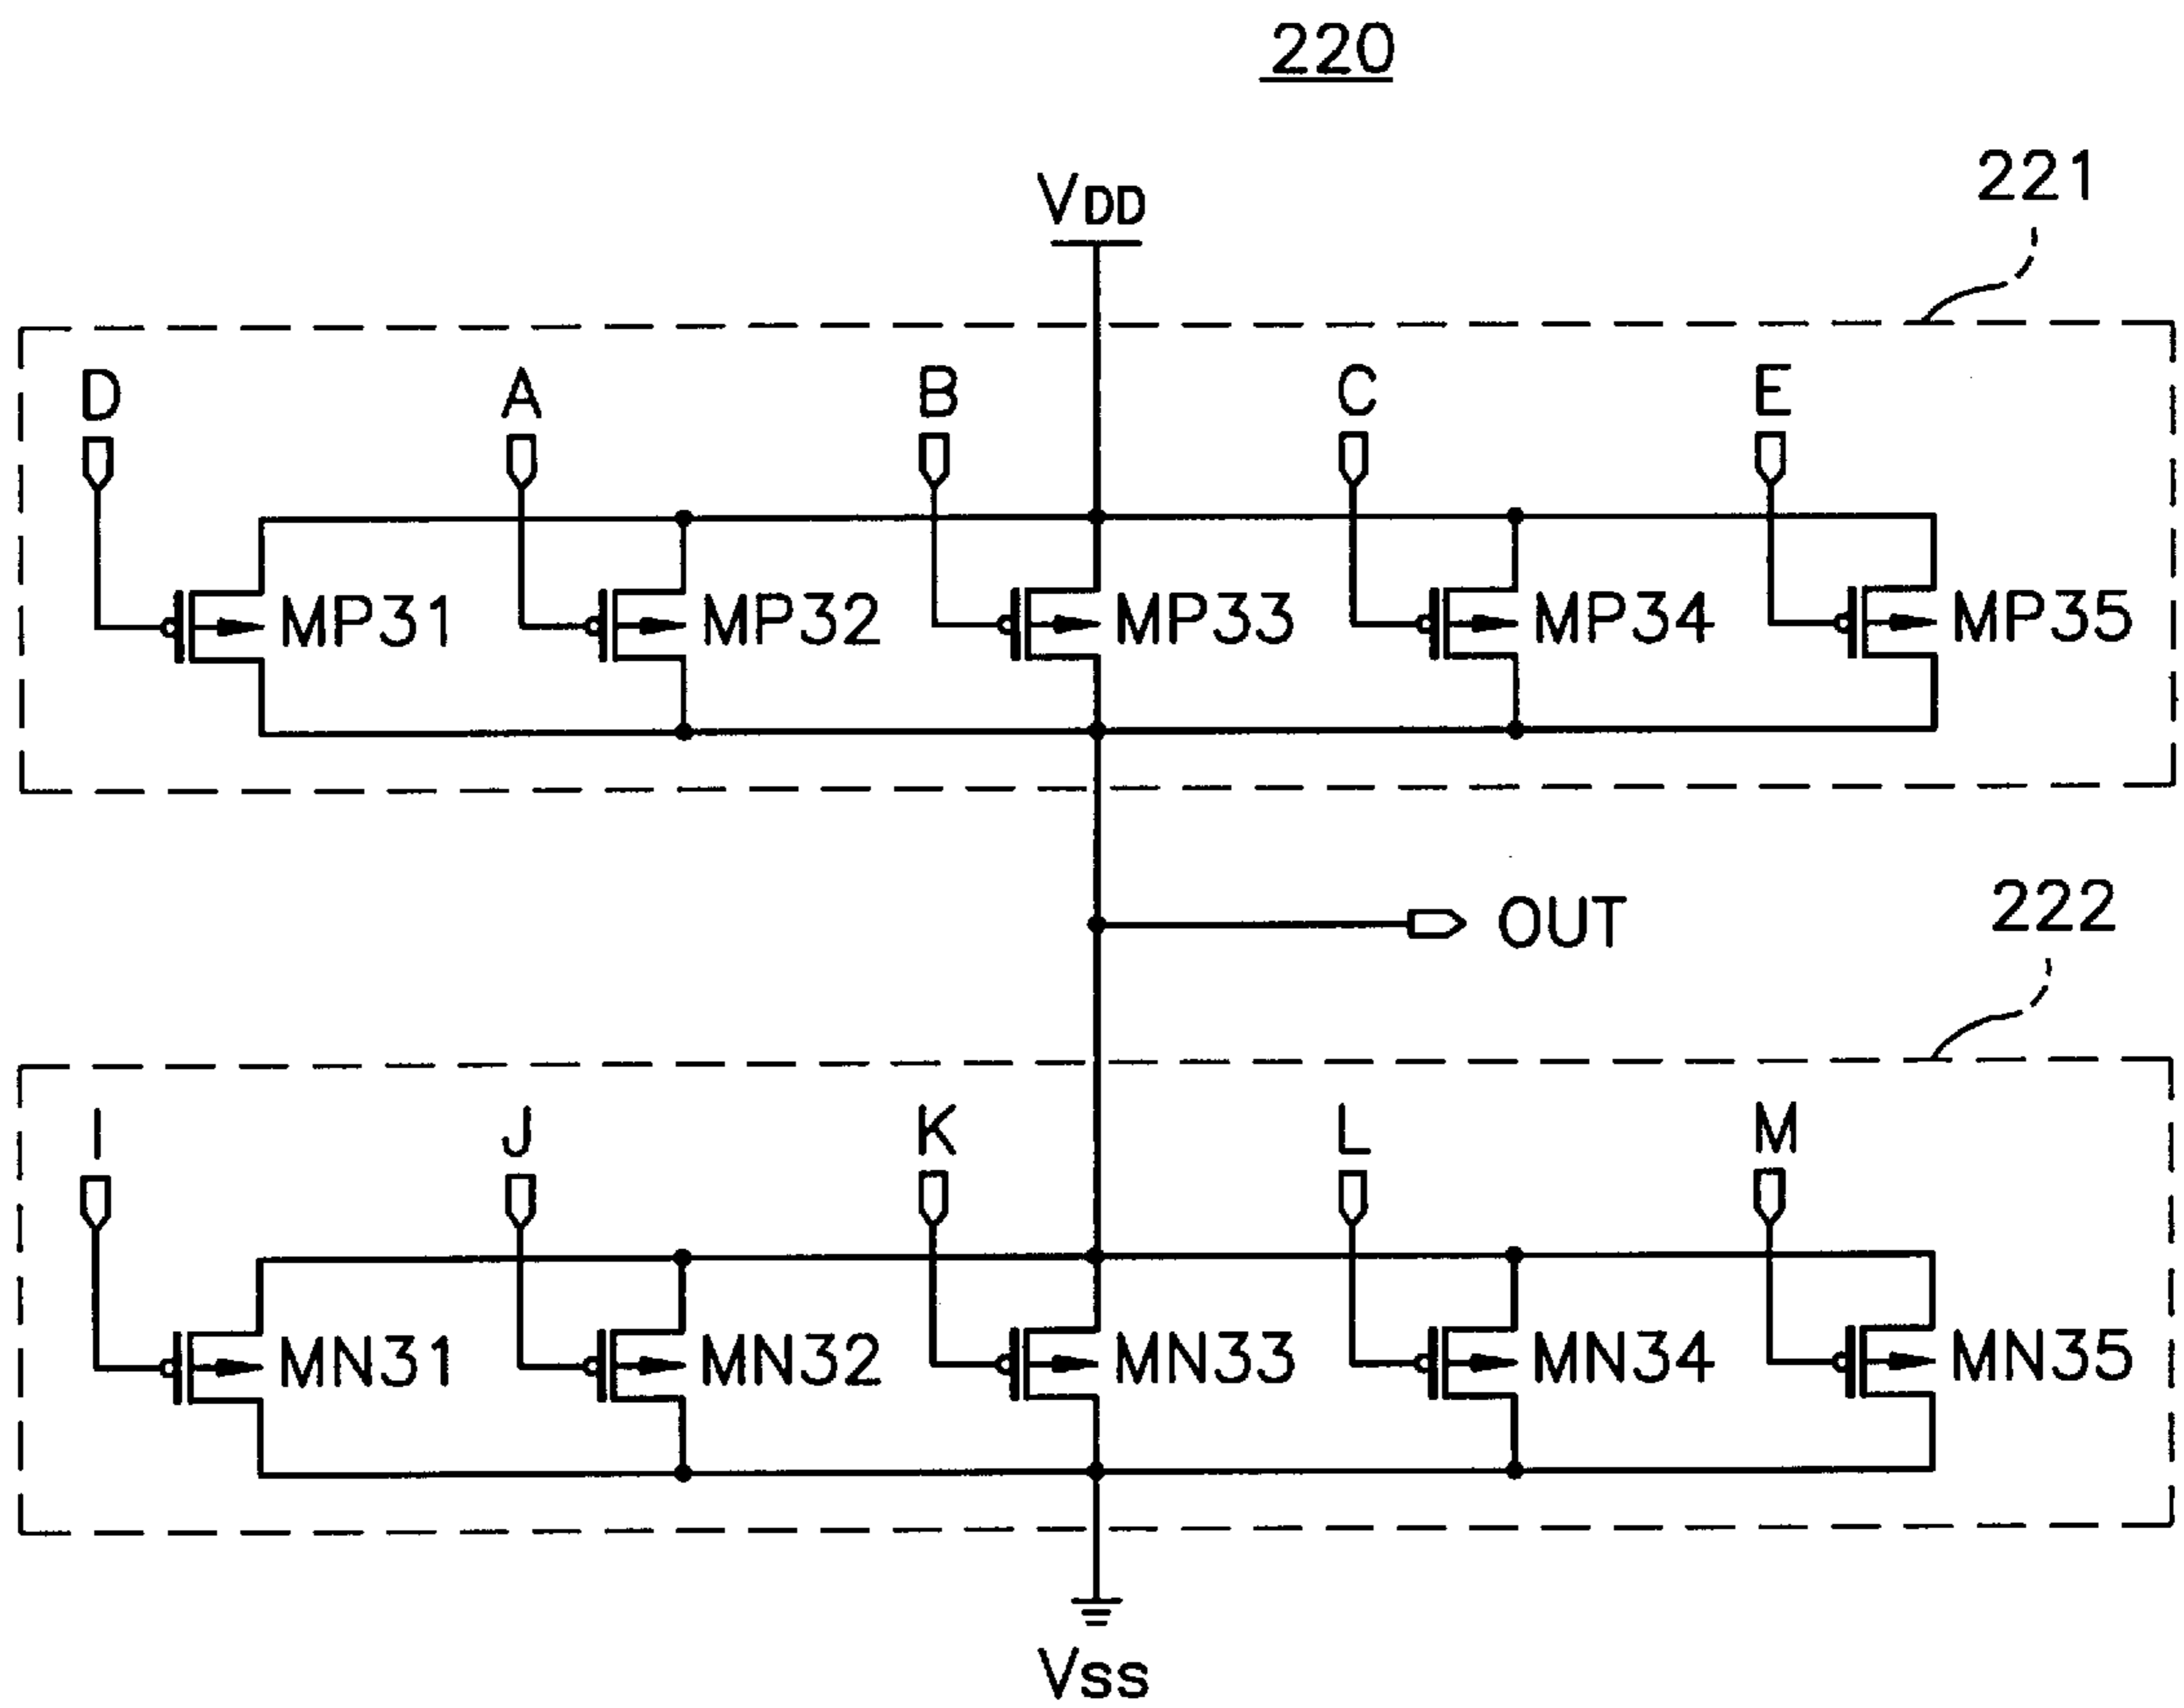 220
221
VDD
D A B C E
MP31 MP32 MP33 MP34 MP35
OUT
222
I J K L M
MN31 MN32 MN33 MN34 MN35
Vss